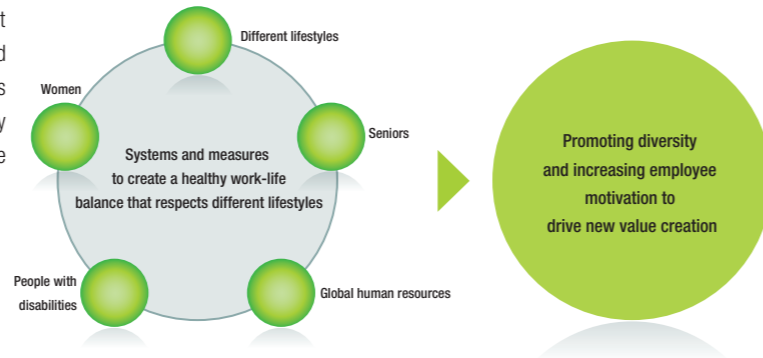 t
d
s
y
e
Different lifestyles
Women
Seniors
Systems and measures
to create a healthy work-life
balance that respects different lifestyles
People with
disabilities
Global human resources
Promoting diversity
and increasing employee
motivation to
drive new value creation